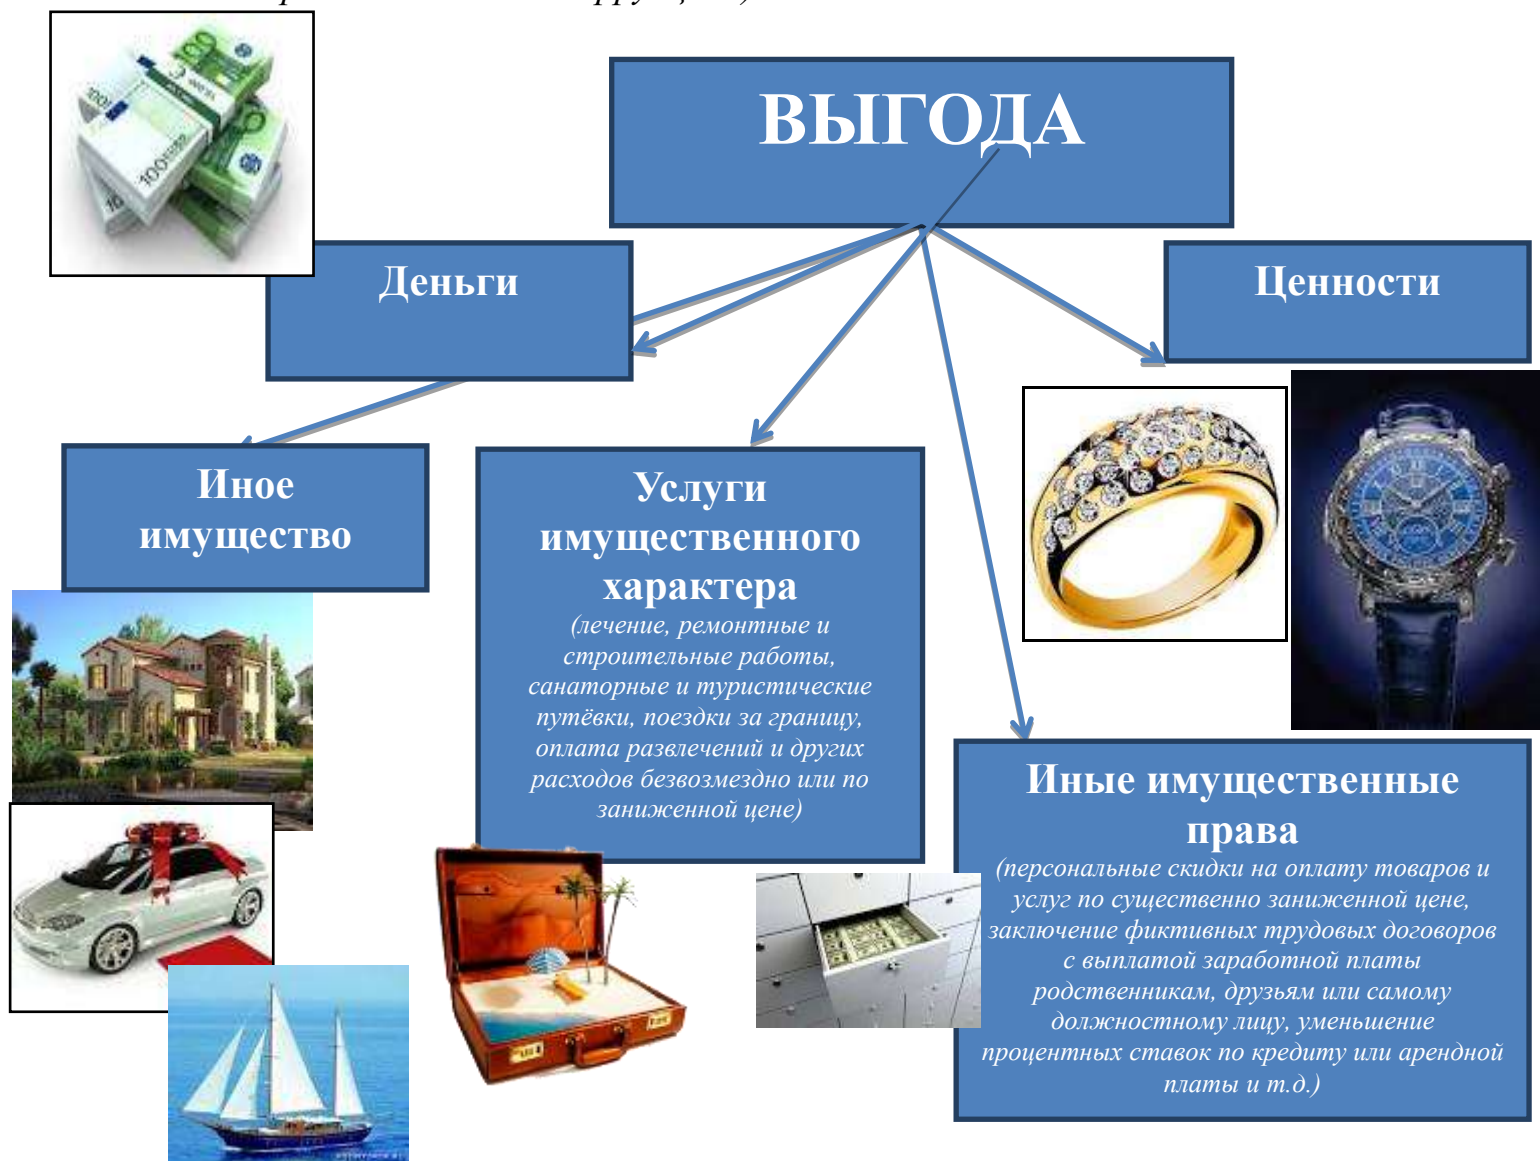 ВЫГОДА
Деньги
Ценности
Иное
имущество
Услуги
имущественного
характера
(лечение, ремонтные и
строительные работы,
санаторные и туристические
путёвки, поездки за границу,
оплата развлечений и других
расходов безвозмездно или по
заниженной цене)
Иные имущественные
права
(персональные скидки на оплату товаров и
услуг по существенно заниженной цене,
заключение фиктивных трудовых договоров
с выплатой заработной платы
родственникам, друзьям или самому
должностному лицу, уменьшение
процентных ставок по кредиту или арендной
платы и т.д.)
100
100
100